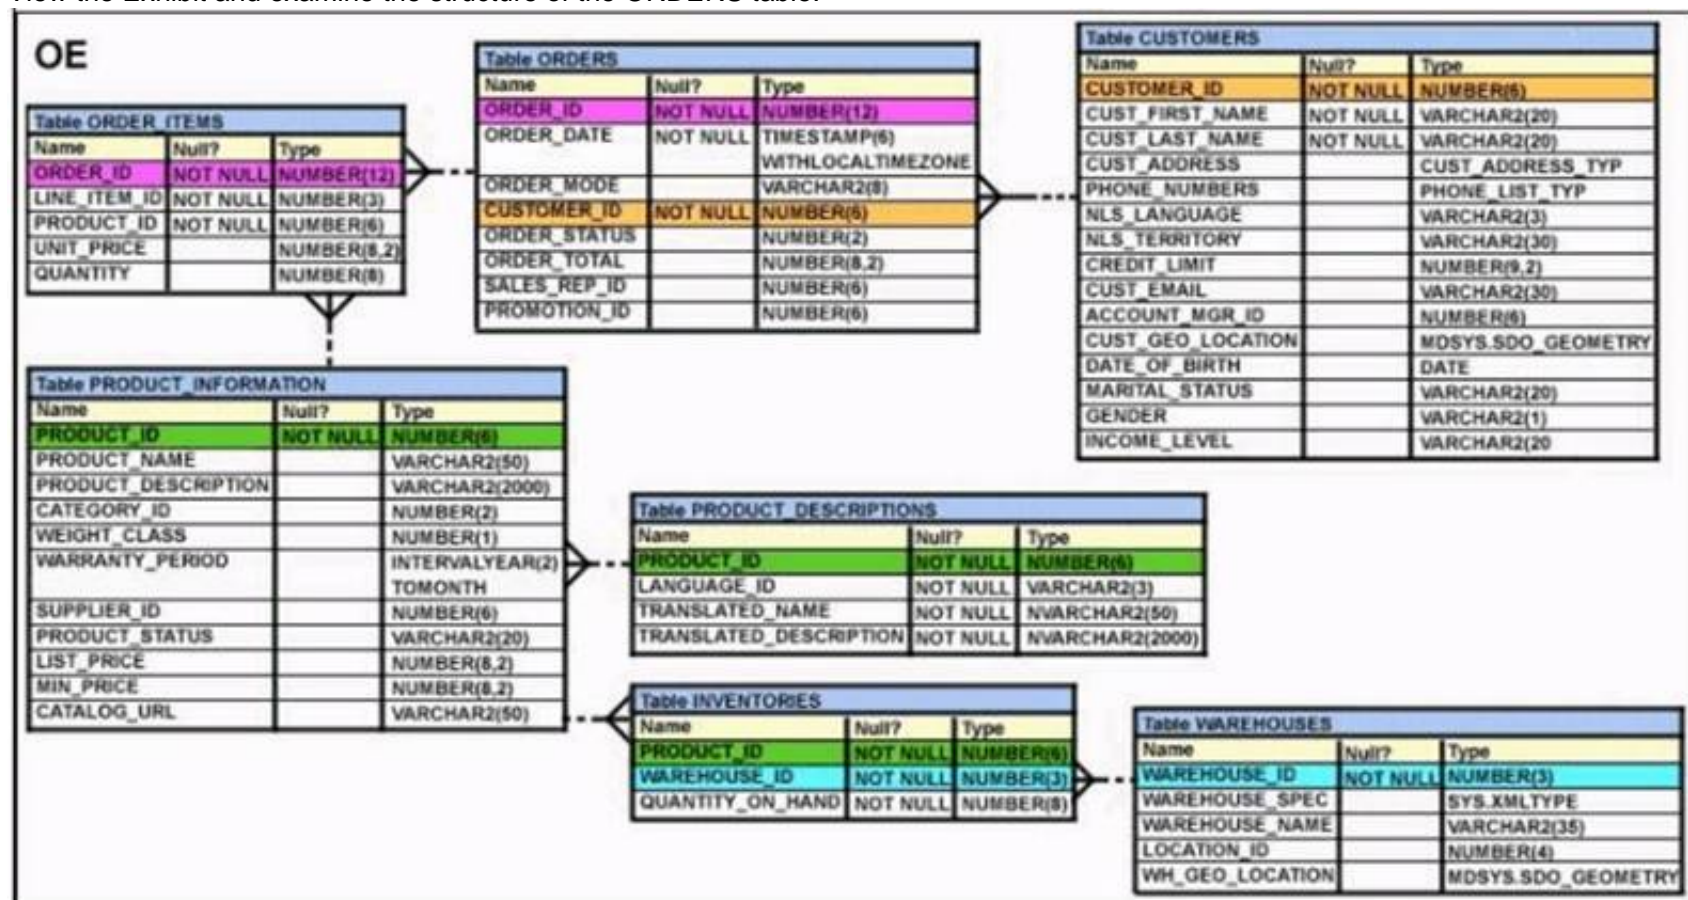 View the Exhibit and examine the structure of the ORDERS table.
OE
Table ORDER_ITEMS
Name Null? Type
ORDER_ID NOT NULL NUMBER(12)
LINE_ITEM_ID NOT NULL NUMBER(3)
PRODUCT_ID NOT NULL NUMBER(6)
UNIT_PRICE NUMBER(8,2)
QUANTITY NUMBER(8)
Table ORDERS
Name Null? Type
ORDER_ID NOT NULL NUMBER(12)
ORDER_DATE NOT NULL TIMESTAMP(6)
WITHLOCALTIMEZONE
ORDER_MODE VARCHAR2(8)
CUSTOMER_ID NOT NULL NUMBER(6)
ORDER_STATUS NUMBER(2)
ORDER_TOTAL NUMBER(8,2)
SALES_REP_ID NUMBER(6)
PROMOTION_ID NUMBER(6)
Table CUSTOMERS
Name Null? Type
CUSTOMER_ID NOT NULL NUMBER(6)
CUST_FIRST_NAME NOT NULL VARCHAR2(20)
CUST_LAST_NAME NOT NULL VARCHAR2(20)
CUST_ADDRESS CUST_ADDRESS_TYP
PHONE_NUMBERS PHONE_LIST_TYP
NLS_LANGUAGE VARCHAR2(3)
NLS_TERRITORY VARCHAR2(30)
CREDIT_LIMIT NUMBER(9,2)
CUST_EMAIL VARCHAR2(30)
ACCOUNT_MGR_ID NUMBER(6)
CUST_GEO_LOCATION MDSYS.SDO_GEOMETRY
DATE_OF_BIRTH DATE
MARITAL_STATUS VARCHAR2(20)
GENDER VARCHAR2(1)
INCOME_LEVEL VARCHAR2(20
Table PRODUCT_INFORMATION
Name Null? Type
PRODUCT_ID NOT NULL NUMBER(6)
PRODUCT_NAME VARCHAR2(50)
PRODUCT_DESCRIPTION VARCHAR2(2000)
CATEGORY_ID NUMBER(2)
WEIGHT_CLASS NUMBER(1)
WARRANTY_PERIOD INTERVALYEAR(2)
TOMONTH
SUPPLIER_ID NUMBER(6)
PRODUCT_STATUS VARCHAR2(20)
LIST_PRICE NUMBER(8,2)
MIN_PRICE NUMBER(8,2)
CATALOG_URL VARCHAR2(50)
Table PRODUCT_DESCRIPTIONS
Name Null? Type
PRODUCT_ID NOT NULL NUMBER(6)
LANGUAGE_ID NOT NULL VARCHAR2(3)
TRANSLATED_NAME NOT NULL NVARCHAR2(50)
TRANSLATED_DESCRIPTION NOT NULL NVARCHAR2(2000)
Table INVENTORIES
Name Null? Type
PRODUCT_ID NOT NULL NUMBER(6)
WAREHOUSE_ID NOT NULL NUMBER(3)
QUANTITY_ON_HAND NOT NULL NUMBER(8)
Table WAREHOUSES
Name Null? Type
WAREHOUSE_ID NOT NULL NUMBER(3)
WAREHOUSE_SPEC SYS.XMLTYPE
WAREHOUSE_NAME VARCHAR2(35)
LOCATION_ID NUMBER(4)
WH_GEO_LOCATION MDSYS.SDO_GEOMETRY